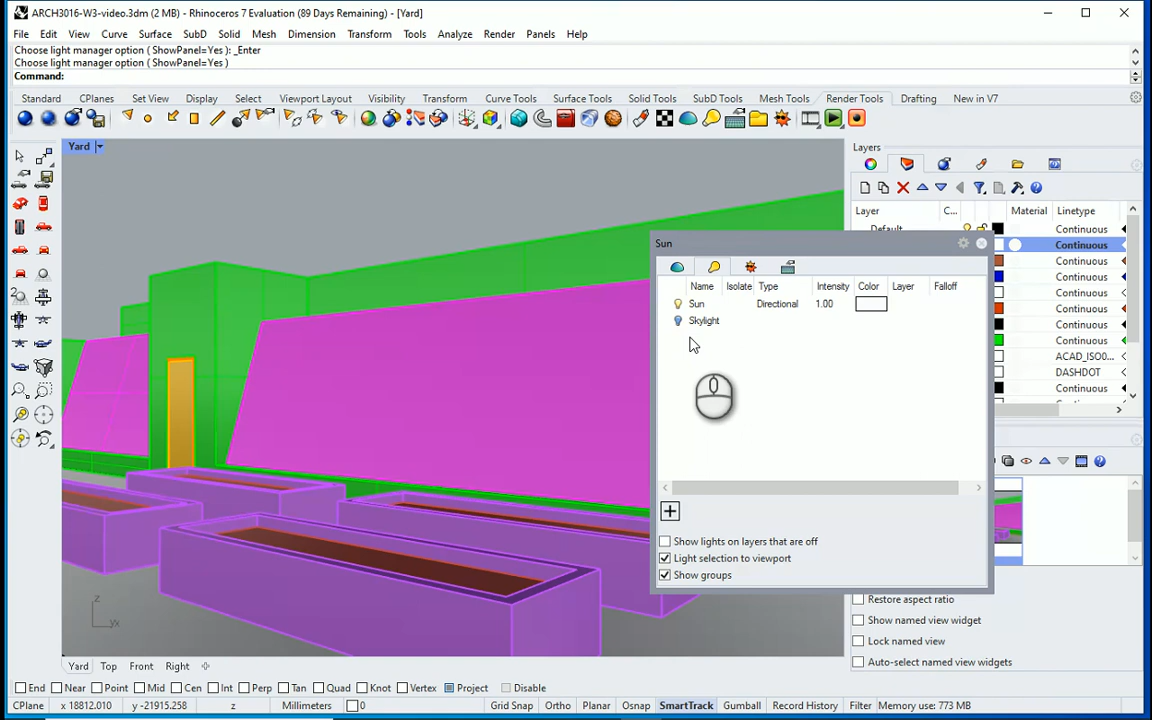 ARCH3016-W3-video.3dm (2 MB) - Rhinoceros 7 Evaluation (89 Days Remaining) - [Yard]
File Edit View Curve Surface SubD Solid Mesh Dimension Transform Tools Analyze Render Panels Help
Choose light manager option ( ShowPanel=Yes ): _Enter
Choose light manager option ( ShowPanel=Yes )
Command:
Standard CPlanes Set View Display Select Viewport Layout Visibility Transform Curve Tools Surface Tools Solid Tools SubD Tools Mesh Tools Render Tools Drafting New in V7
Yard
Layers
Layer C... Material Linetype
Default Continuous
Continuous
Continuous
Continuous
Continuous
Continuous
Continuous
Continuous
ACAD_ISO0...
DASHDOT
Continuous
Sun
Name Isolate Type Intensity Color Layer Falloff
Sun Directional 1.00
Skylight
Show lights on layers that are off
Light selection to viewport
Show groups
Restore aspect ratio
Show named view widget
Lock named view
Auto-select named view widgets
z
yx
Yard Top Front Right
End Near Point Mid Cen Int Perp Tan Quad Knot Vertex Project Disable
CPlane x 18812.010 y -21915.258 z Millimeters 0 Grid Snap Ortho Planar Osnap SmartTrack Gumball Record History Filter Memory use: 773 MB